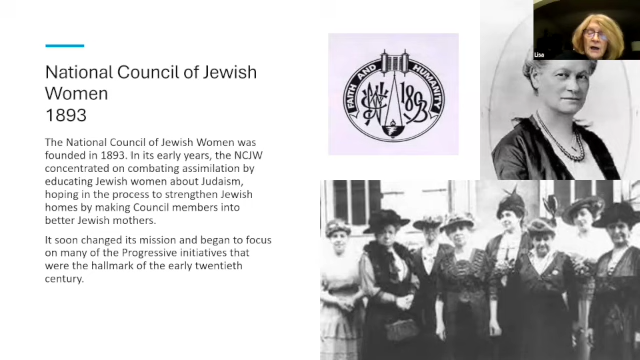 National Council of Jewish
Women
1893
The National Council of Jewish Women was
founded in 1893. In its early years, the NCJW
concentrated on combating assimilation by
educating Jewish women about Judaism,
hoping in the process to strengthen Jewish
homes by making Council members into
better Jewish mothers.
It soon changed its mission and began to focus
on many of the Progressive initiatives that
were the hallmark of the early twentieth
century.
FAITH AND HUMANITY
1893
Lise